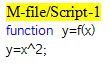 M-file/Script-1
function  y=f(x)
y=x^2;